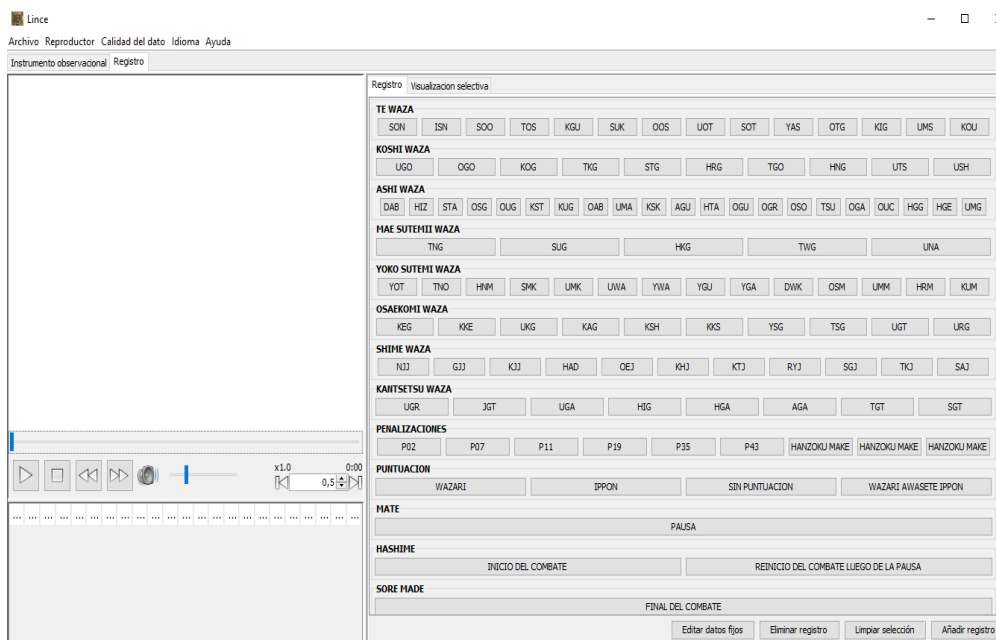 Lince
Archivo Reproductor Calidad del dato Idioma Ayuda
Instrumento observacional Registro
Registro Visualizacion selectiva
TE WAZA
SON ISN SOO TOS KGU SUK OOS UOT SOT YAS OTG KIG UMS KOU
KOSHI WAZA
UGO OGO KOG TKG STG HRG TGO HNG UTS USH
ASHI WAZA
DAB HIZ STA OSG OUG KST KUG OAB UMA KSK AGU HTA OGU OGR OSO TSU OGA OUC HGG HGE UMG
MAE SUTEMII WAZA
TNG SUG HKG TWG UNA
YOKO SUTEMI WAZA
YOT TNO HNM SMK UMK UWA YWA YGU YGA DWK OSM UMM HRM KUM
OSAEKOMI WAZA
KEG KKE UKG KAG KSH KKS YSG TSG UGT URG
SHIME WAZA
NJJ GJJ KJJ HAD OEJ KHJ KTJ RYJ SGJ TKJ SAJ
KANTSETSU WAZA
UGR JGT UGA HIG HGA AGA TGT SGT
PENALIZACIONES
P02 P07 P11 P19 P35 P43 HANZOKU MAKE HANZOKU MAKE HANZOKU MAKE
PUNTUACION
WAZARI IPPON SIN PUNTUACION WAZARI AWASETE IPPON
MATE
PAUSA
HASHIME
INICIO DEL COMBATE REINICIO DEL COMBATE LUEGO DE LA PAUSA
SORE MADE
FINAL DEL COMBATE
x1.0 0:00
0,5
... ... ... ... ... ... ... ... ... ... ... ... ... ... ... ... ... ... ... ... ...
Editar datos fijos Eliminar registro Limpiar selección Añadir registro